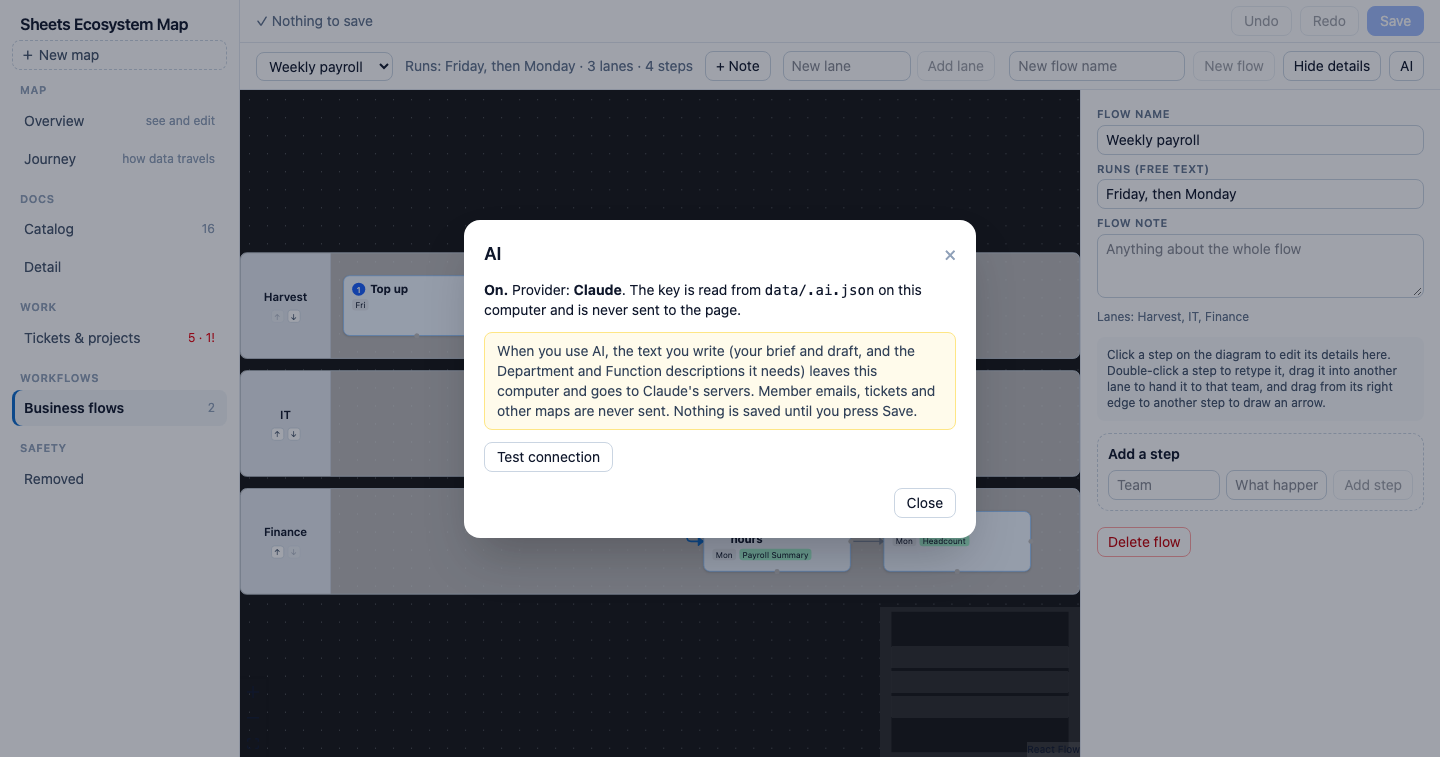 Sheets Ecosystem Map
+ New map
MAP
Overview see and edit
Journey how data travels
DOCS
Catalog 16
Detail
WORK
Tickets & projects 5 · 1!
WORKFLOWS
Business flows 2
SAFETY
Removed
✓ Nothing to save
Undo Redo Save
Weekly payroll Runs: Friday, then Monday · 3 lanes · 4 steps + Note New lane Add lane New flow name New flow Hide details AI
Harvest
↑ ↓
1 Top up
Fri
IT
↑ ↓
Finance
↑ ↓
hours
Mon Payroll Summary
Mon Headcount
React Flow
AI ×
On. Provider: Claude. The key is read from data/.ai.json on this
computer and is never sent to the page.
When you use AI, the text you write (your brief and draft, and the
Department and Function descriptions it needs) leaves this
computer and goes to Claude's servers. Member emails, tickets and
other maps are never sent. Nothing is saved until you press Save.
Test connection
Close
FLOW NAME
Weekly payroll
RUNS (FREE TEXT)
Friday, then Monday
FLOW NOTE
Anything about the whole flow
Lanes: Harvest, IT, Finance
Click a step on the diagram to edit its details here.
Double-click a step to retype it, drag it into another
lane to hand it to that team, and drag from its right
edge to another step to draw an arrow.
Add a step
Team What happer Add step
Delete flow